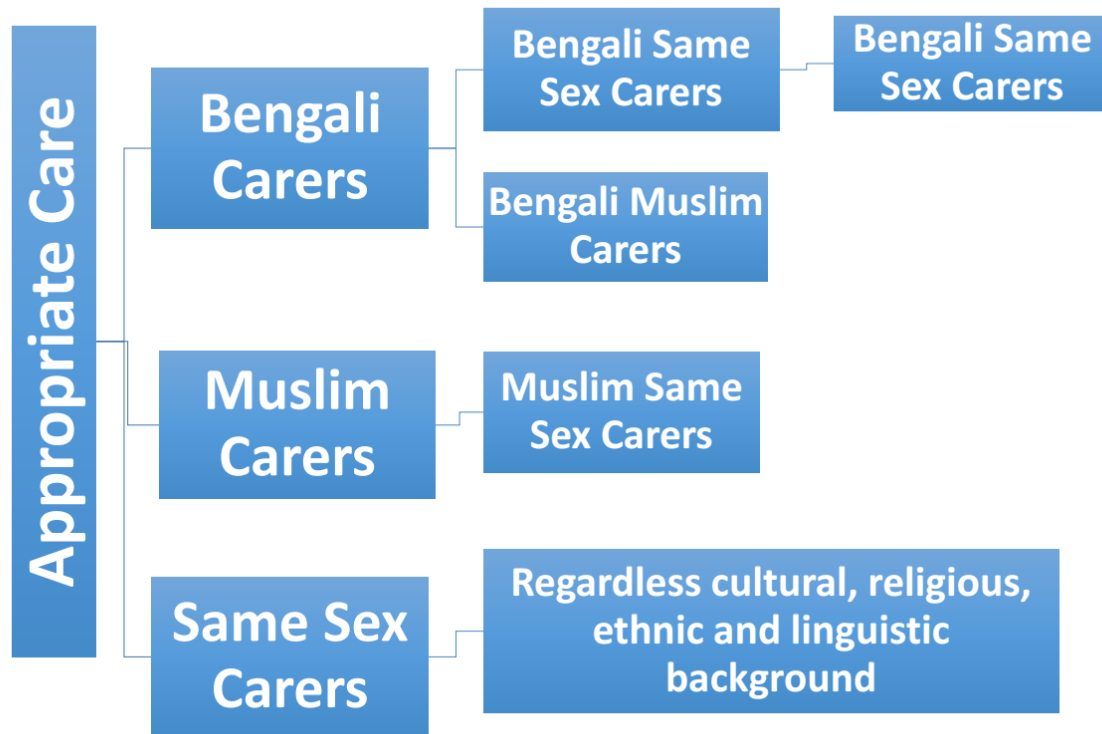 Appropriate Care
Bengali
Carers
Bengali Same
Sex Carers
Bengali Same
Sex Carers
Bengali Muslim
Carers
Muslim
Carers
Muslim Same
Sex Carers
Same Sex
Carers
Regardless cultural, religious,
ethnic and linguistic
background